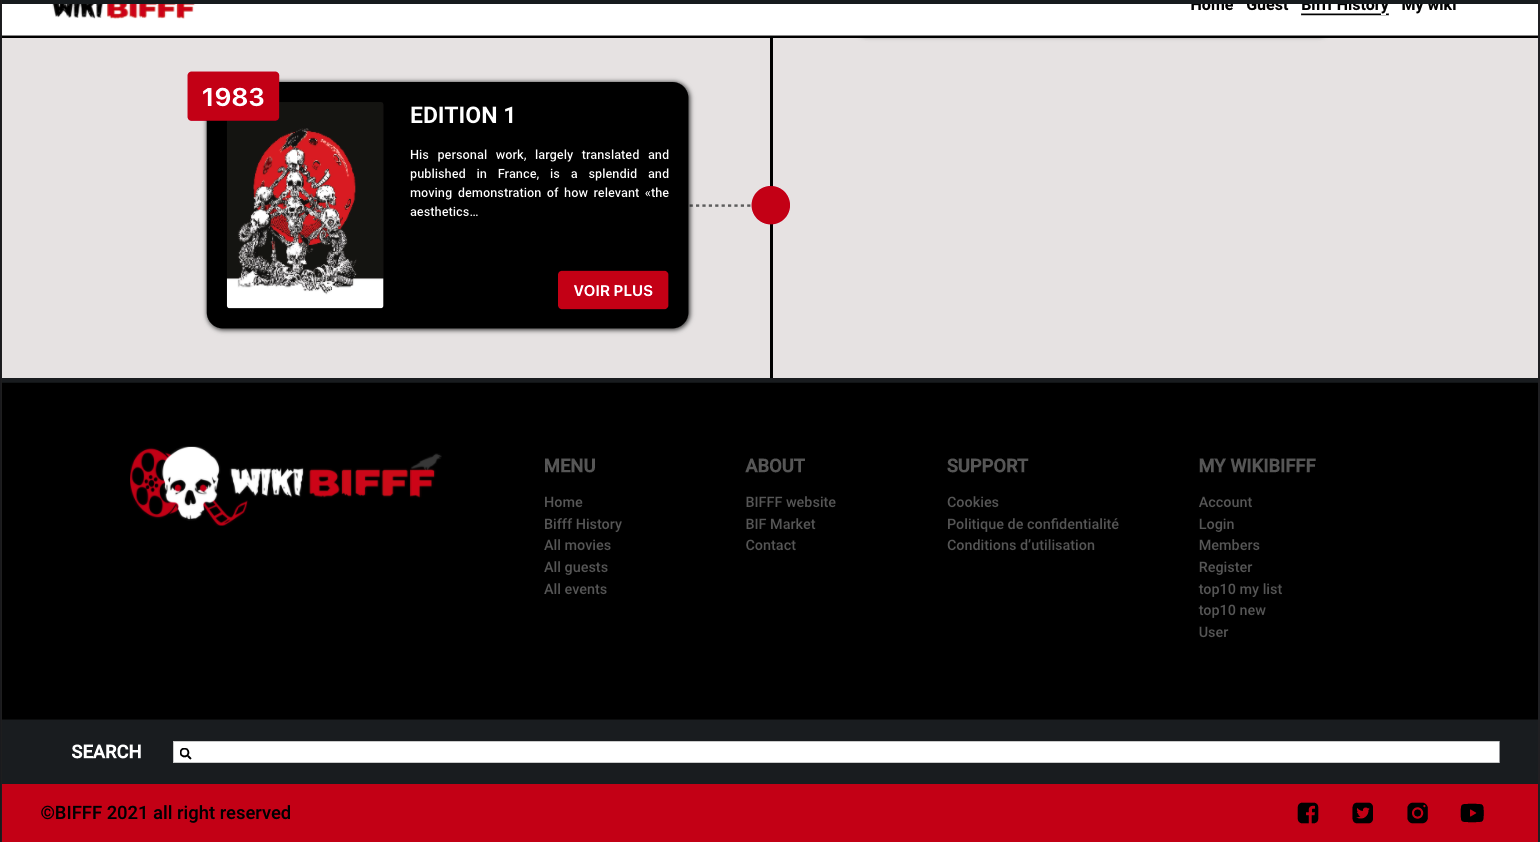 WIKI BIFFF
Home Guest Bifff History My wiki
1983
EDITION 1
His personal work, largely translated and
published in France, is a splendid and
moving demonstration of how relevant «the
aesthetics...
VOIR PLUS
WIKI BIFFF
MENU
Home
Bifff History
All movies
All guests
All events
ABOUT
BIFFF website
BIF Market
Contact
SUPPORT
Cookies
Politique de confidentialité
Conditions d’utilisation
MY WIKIBIFFF
Account
Login
Members
Register
top10 my list
top10 new
User
SEARCH
©BIFFF 2021 all right reserved